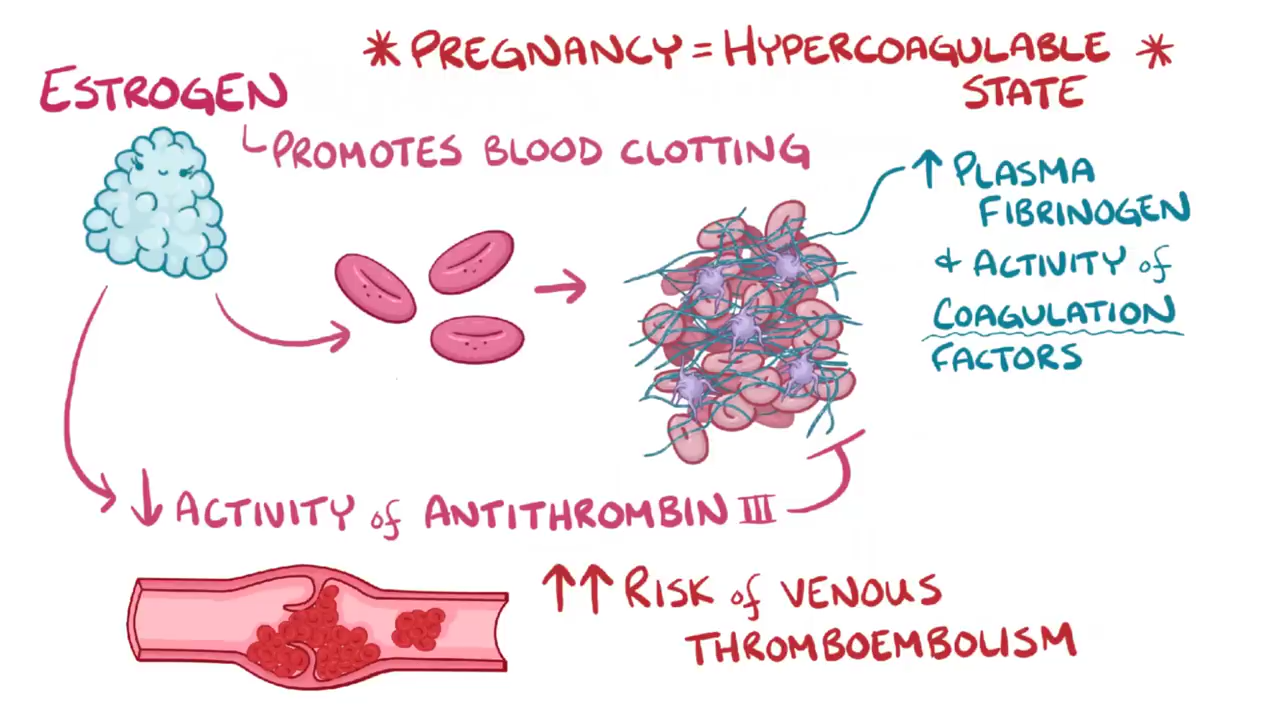 * PREGNANCY = HYPERCOAGULABLE *
STATE
ESTROGEN
PROMOTES BLOOD CLOTTING
↑ PLASMA
FIBRINOGEN
& ACTIVITY of
COAGULATION
FACTORS
↓ ACTIVITY of ANTITHROMBIN III
↑↑ RISK of VENOUS
THROMBOEMBOLISM